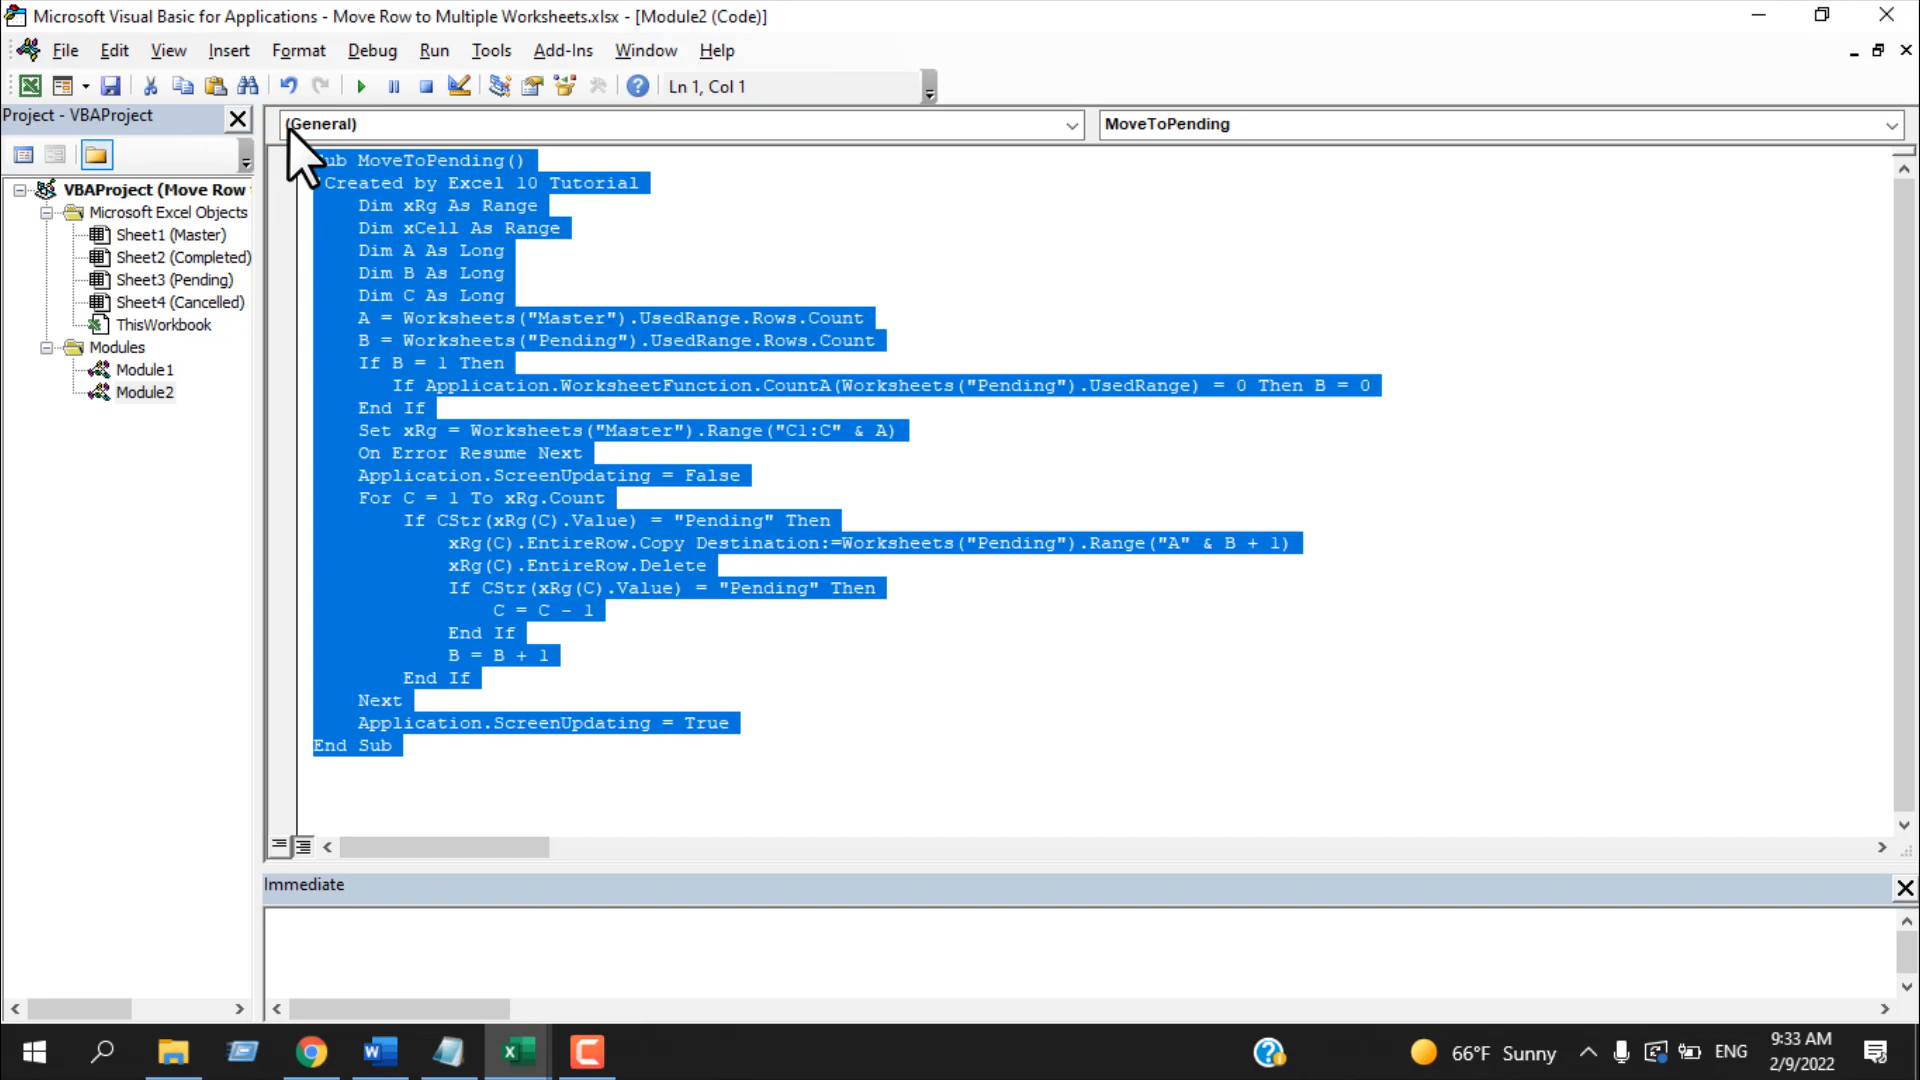 Microsoft Visual Basic for Applications - Move Row to Multiple Worksheets.xlsx - [Module2 (Code)]
File Edit View Insert Format Debug Run Tools Add-Ins Window Help
Ln 1, Col 1
Project - VBAProject
(General)
MoveToPending
VBAProject (Move Row
Microsoft Excel Objects
Sheet1 (Master)
Sheet2 (Completed)
Sheet3 (Pending)
Sheet4 (Cancelled)
ThisWorkbook
Modules
Module1
Module2
ub MoveToPending()
Created by Excel 10 Tutorial
Dim xRg As Range
Dim xCell As Range
Dim A As Long
Dim B As Long
Dim C As Long
A = Worksheets("Master").UsedRange.Rows.Count
B = Worksheets("Pending").UsedRange.Rows.Count
If B = 1 Then
If Application.WorksheetFunction.CountA(Worksheets("Pending").UsedRange) = 0 Then B = 0
End If
Set xRg = Worksheets("Master").Range("C1:C" & A)
On Error Resume Next
Application.ScreenUpdating = False
For C = 1 To xRg.Count
If CStr(xRg(C).Value) = "Pending" Then
xRg(C).EntireRow.Copy Destination:=Worksheets("Pending").Range("A" & B + 1)
xRg(C).EntireRow.Delete
If CStr(xRg(C).Value) = "Pending" Then
C = C - 1
End If
B = B + 1
End If
Next
Application.ScreenUpdating = True
End Sub
Immediate
66°F Sunny
ENG
9:33 AM
2/9/2022